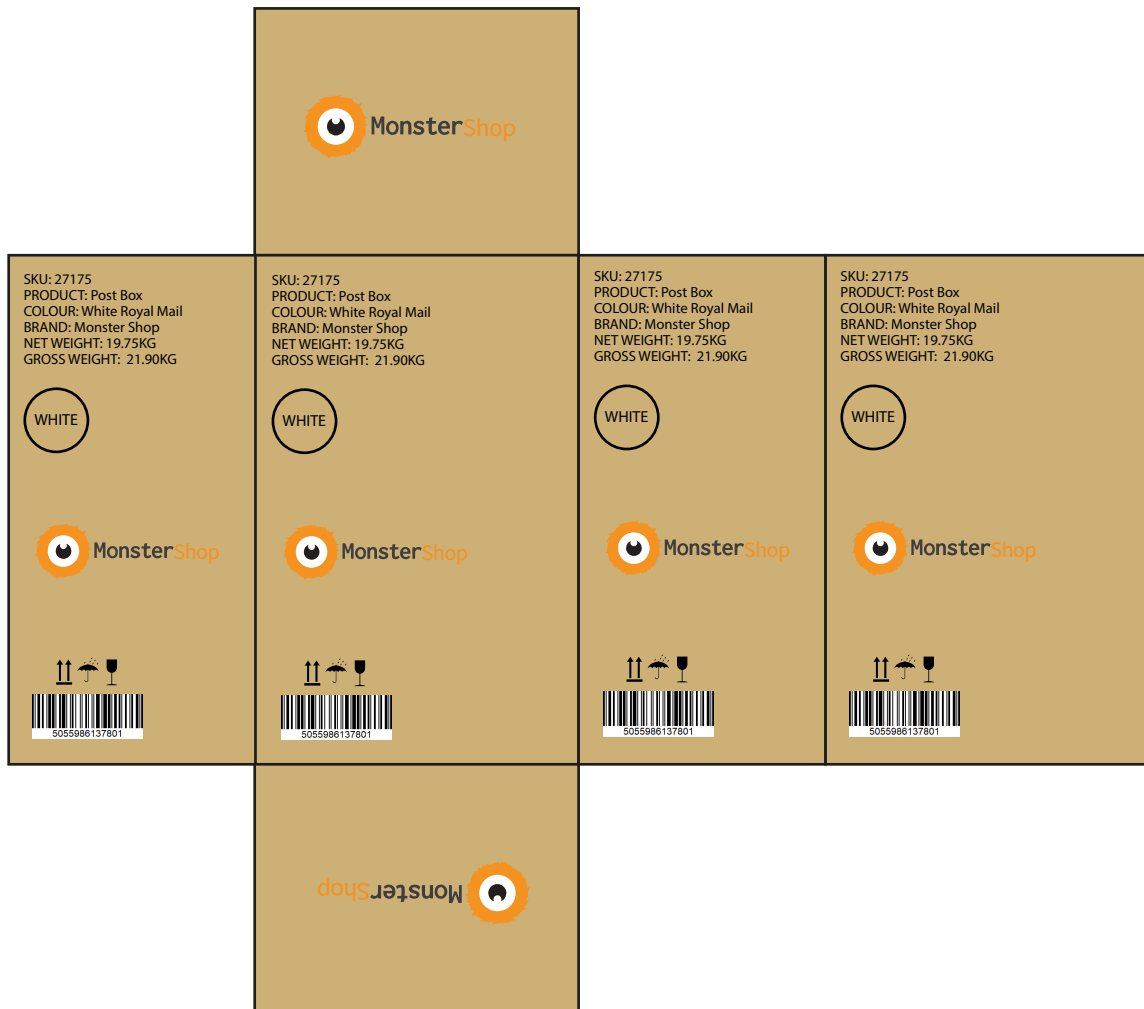 MonsterShop
SKU: 27175
PRODUCT: Post Box
COLOUR: White Royal Mail
BRAND: Monster Shop
NET WEIGHT: 19.75KG
GROSS WEIGHT: 21.90KG
WHITE
MonsterShop
5055986137801
SKU: 27175
PRODUCT: Post Box
COLOUR: White Royal Mail
BRAND: Monster Shop
NET WEIGHT: 19.75KG
GROSS WEIGHT: 21.90KG
WHITE
MonsterShop
5055986137801
SKU: 27175
PRODUCT: Post Box
COLOUR: White Royal Mail
BRAND: Monster Shop
NET WEIGHT: 19.75KG
GROSS WEIGHT: 21.90KG
WHITE
MonsterShop
5055986137801
SKU: 27175
PRODUCT: Post Box
COLOUR: White Royal Mail
BRAND: Monster Shop
NET WEIGHT: 19.75KG
GROSS WEIGHT: 21.90KG
WHITE
MonsterShop
5055986137801
MonsterShop